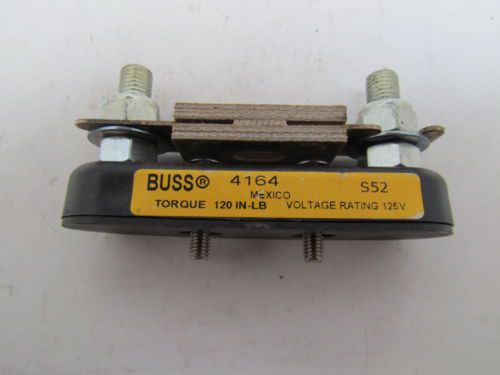 BUSS® 4164 S52
MEXICO
TORQUE 120 IN-LB VOLTAGE RATING 125V